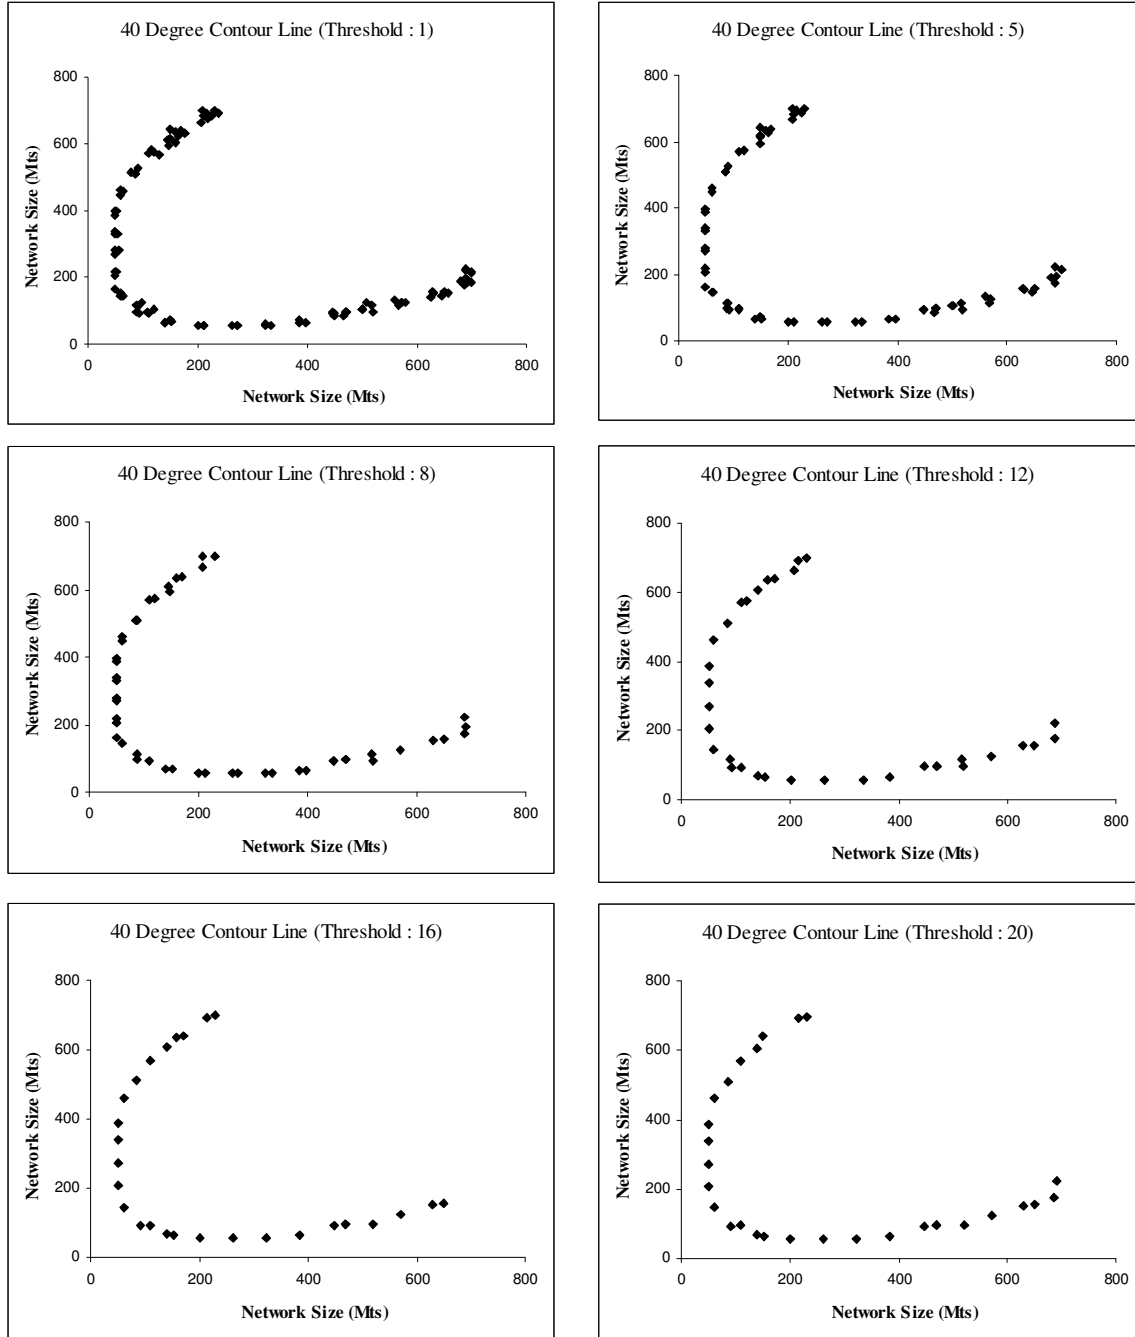 40 Degree Contour Line (Threshold : 1)
800
600
400
200
0
Network Size (Mts)
0 200 400 600 800
Network Size (Mts)
40 Degree Contour Line (Threshold : 5)
800
600
400
200
0
Network Size (Mts)
0 200 400 600 800
Network Size (Mts)
40 Degree Contour Line (Threshold : 8)
800
600
400
200
0
Network Size (Mts)
0 200 400 600 800
Network Size (Mts)
40 Degree Contour Line (Threshold : 12)
800
600
400
200
0
Network Size (Mts)
0 200 400 600 800
Network Size (Mts)
40 Degree Contour Line (Threshold : 16)
800
600
400
200
0
Network Size (Mts)
0 200 400 600 800
Network Size (Mts)
40 Degree Contour Line (Threshold : 20)
800
600
400
200
0
Network Size (Mts)
0 200 400 600 800
Network Size (Mts)